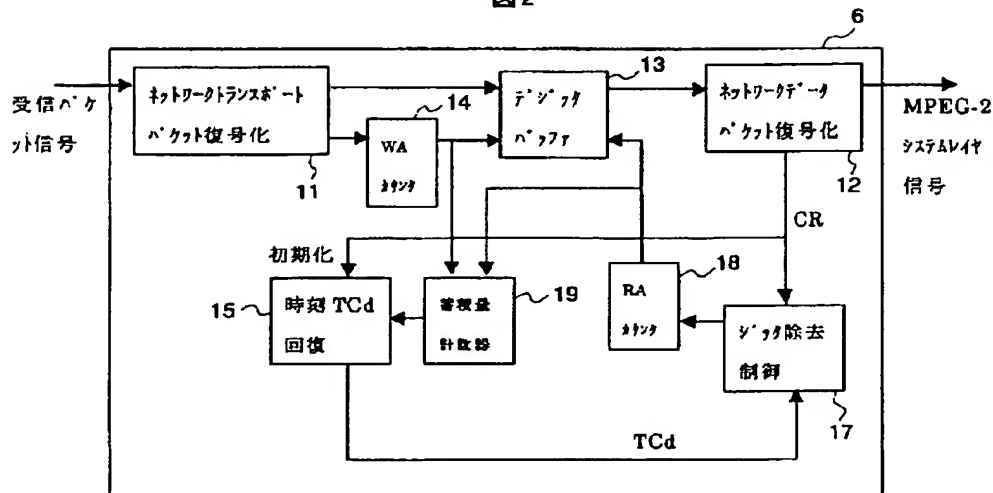 図2
6
受信パケ
ット信号
ネットワークトランスポート
パケット復号化
11
14
WA
カウンタ
13
デジッタ
バッファ
ネットワークデータ
パケット復号化
12
MPEG-2
システムレイヤ
信号
CR
初期化
15
時刻TCd
回復
19
蓄積量
計数器
18
RA
カウンタ
ジッタ除去
制御
17
TCd